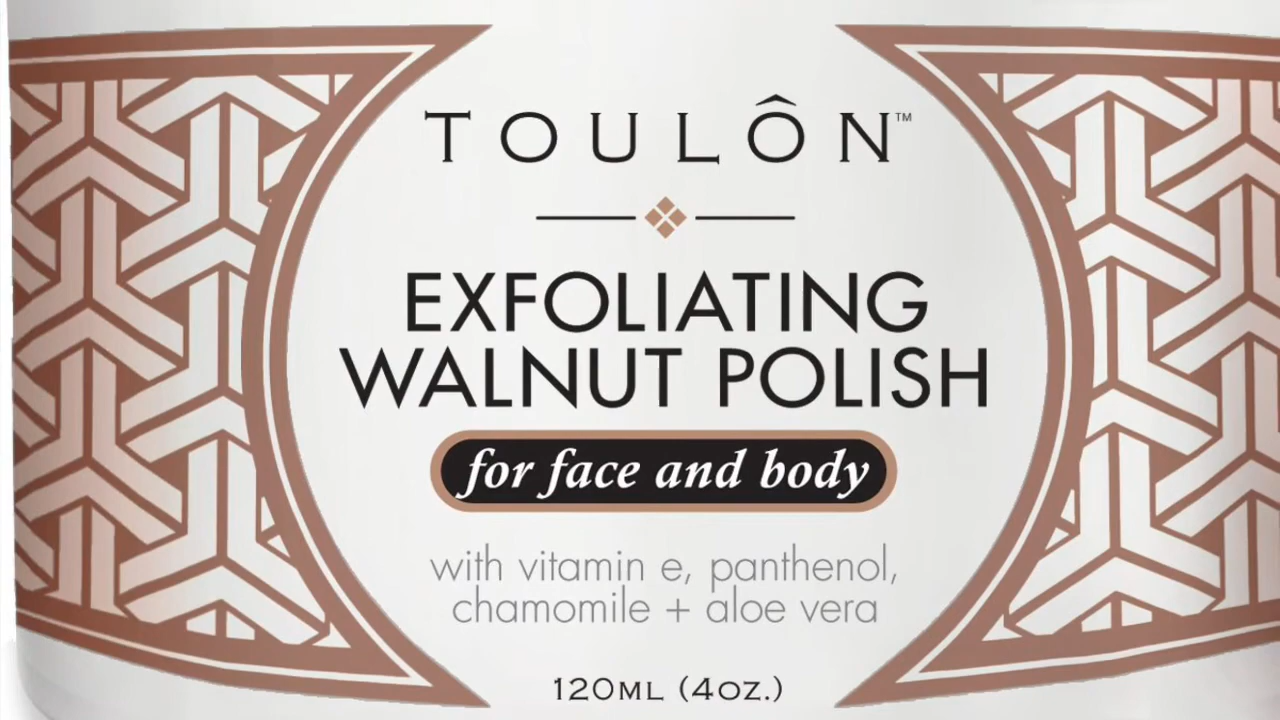 TOULÔN™
EXFOLIATING
WALNUT POLISH
for face and body
with vitamin e, panthenol,
chamomile + aloe vera
120ML (4OZ.)